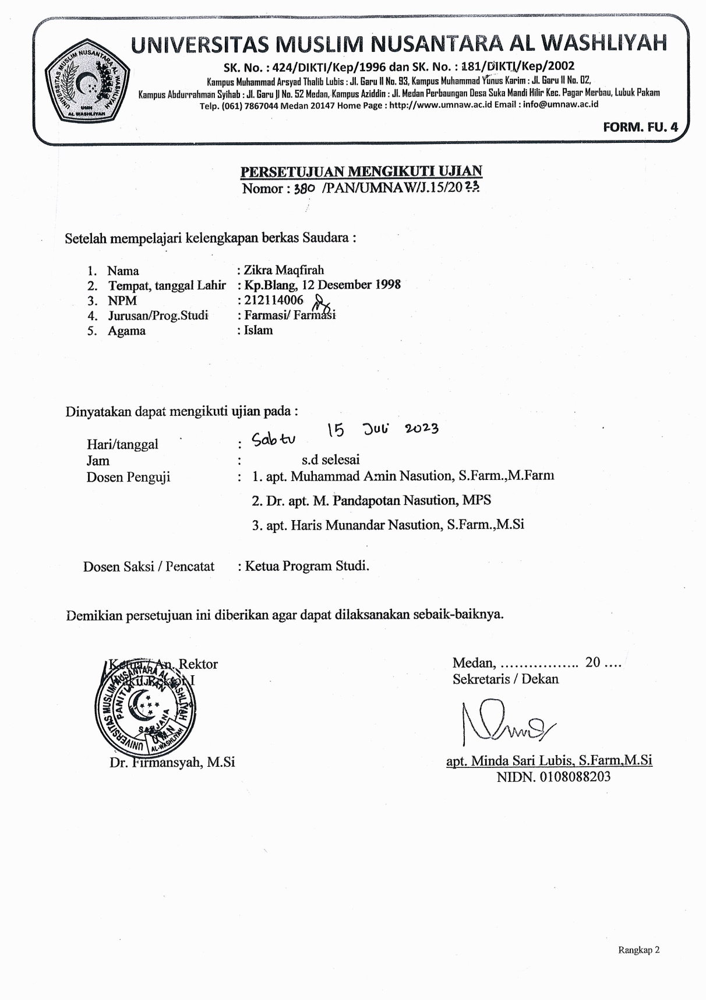 UNIVERSITAS MUSLIM NUSANTARA AL WASHLIYAH
SK. No. : 424/DIKTI/Kep/1996 dan SK. No. : 181/DIKTI/Kep/2002
Kampus Muhammad Arsyad Thalib Lubis : Jl. Garu II No. 93, Kampus Muhammad Yunus Karim : Jl. Garu II No. 02,
Kampus Abdurrahman Syihab : Jl. Garu II No. 52 Medan, Kampus Aziddin : Jl. Medan Perbaungan Desa Suka Mandi Hilir Kec. Pagar Merbau, Lubuk Pakam
Telp. (061) 7867044 Medan 20147 Home Page : http://www.umnaw.ac.id Email : info@umnaw.ac.id
UNIVERSITAS MUSLIM NUSANTARA AL WASHLIYAH
UMN
AL WASHLIYAH
FORM. FU. 4
PERSETUJUAN MENGIKUTI UJIAN
Nomor : 380 /PAN/UMNAW/J.15/2023
Setelah mempelajari kelengkapan berkas Saudara :
1. Nama : Zikra Maqfirah
2. Tempat, tanggal Lahir : Kp.Blang, 12 Desember 1998
3. NPM : 212114006
4. Jurusan/Prog.Studi : Farmasi/ Farmasi
5. Agama : Islam
Dinyatakan dapat mengikuti ujian pada :
Hari/tanggal : Sabtu 15 Juli 2023
Jam : s.d selesai
Dosen Penguji : 1. apt. Muhammad Amin Nasution, S.Farm.,M.Farm
2. Dr. apt. M. Pandapotan Nasution, MPS
3. apt. Haris Munandar Nasution, S.Farm.,M.Si
Dosen Saksi / Pencatat : Ketua Program Studi.
Demikian persetujuan ini diberikan agar dapat dilaksanakan sebaik-baiknya.
Ketua / An. Rektor
Wakil Rektor I
UNIVERSITAS MUSLIM NUSANTARA AL WASHLIYAH
PANITIA UJIAN
SARJANA
UMN
AL-WASHLIYAH
Dr. Firmansyah, M.Si
Medan, ................. 20 ....
Sekretaris / Dekan
apt. Minda Sari Lubis, S.Farm,M.Si
NIDN. 0108088203
Rangkap 2